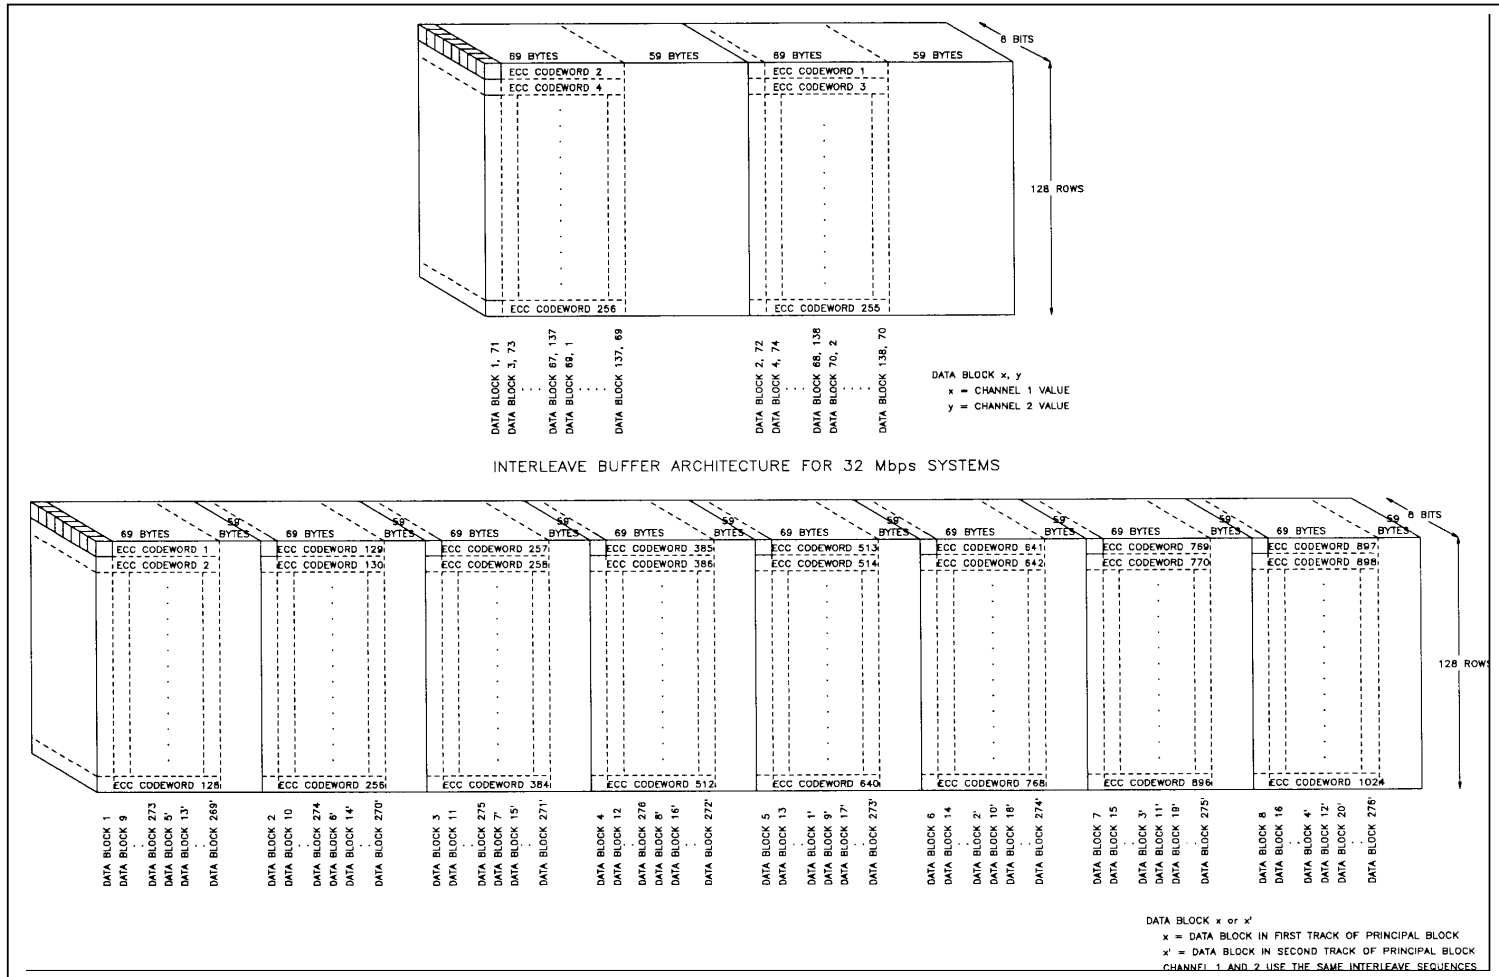 8 BITS
69 BYTES 59 BYTES 69 BYTES 59 BYTES
ECC CODEWORD 2 ECC CODEWORD 1
ECC CODEWORD 4 ECC CODEWORD 3
128 ROWS
ECC CODEWORD 256 ECC CODEWORD 255
DATA BLOCK 1, 71
DATA BLOCK 3, 73
DATA BLOCK 67, 137
DATA BLOCK 69, 1
DATA BLOCK 137, 69
DATA BLOCK 2, 72
DATA BLOCK 4, 74
DATA BLOCK 68, 138
DATA BLOCK 70, 2
DATA BLOCK 138, 70
DATA BLOCK x, y
x = CHANNEL 1 VALUE
y = CHANNEL 2 VALUE
INTERLEAVE BUFFER ARCHITECTURE FOR 32 Mbps SYSTEMS
8 BITS
69 BYTES 59 BYTES 69 BYTES 59 BYTES 69 BYTES 59 BYTES 69 BYTES 59 BYTES 69 BYTES 59 BYTES 69 BYTES 59 BYTES 69 BYTES 59 BYTES 69 BYTES 59 BYTES
ECC CODEWORD 1 ECC CODEWORD 129 ECC CODEWORD 257 ECC CODEWORD 385 ECC CODEWORD 513 ECC CODEWORD 641 ECC CODEWORD 769 ECC CODEWORD 897
ECC CODEWORD 2 ECC CODEWORD 130 ECC CODEWORD 258 ECC CODEWORD 386 ECC CODEWORD 514 ECC CODEWORD 642 ECC CODEWORD 770 ECC CODEWORD 898
128 ROWS
ECC CODEWORD 128 ECC CODEWORD 256 ECC CODEWORD 384 ECC CODEWORD 512 ECC CODEWORD 640 ECC CODEWORD 768 ECC CODEWORD 896 ECC CODEWORD 1024
DATA BLOCK 1
DATA BLOCK 9
DATA BLOCK 273
DATA BLOCK 5'
DATA BLOCK 13'
DATA BLOCK 269'
DATA BLOCK 2
DATA BLOCK 10
DATA BLOCK 274
DATA BLOCK 6'
DATA BLOCK 14'
DATA BLOCK 270'
DATA BLOCK 3
DATA BLOCK 11
DATA BLOCK 275
DATA BLOCK 7'
DATA BLOCK 15'
DATA BLOCK 271'
DATA BLOCK 4
DATA BLOCK 12
DATA BLOCK 276
DATA BLOCK 8'
DATA BLOCK 16'
DATA BLOCK 272'
DATA BLOCK 5
DATA BLOCK 13
DATA BLOCK 1'
DATA BLOCK 9'
DATA BLOCK 17'
DATA BLOCK 273'
DATA BLOCK 6
DATA BLOCK 14
DATA BLOCK 2'
DATA BLOCK 10'
DATA BLOCK 18'
DATA BLOCK 274'
DATA BLOCK 7
DATA BLOCK 15
DATA BLOCK 3'
DATA BLOCK 11'
DATA BLOCK 19'
DATA BLOCK 275'
DATA BLOCK 8
DATA BLOCK 16
DATA BLOCK 4'
DATA BLOCK 12'
DATA BLOCK 20'
DATA BLOCK 276'
DATA BLOCK x or x'
x = DATA BLOCK IN FIRST TRACK OF PRINCIPAL BLOCK
x' = DATA BLOCK IN SECOND TRACK OF PRINCIPAL BLOCK
CHANNEL 1 AND 2 USE THE SAME INTERLEAVE SEQUENCES